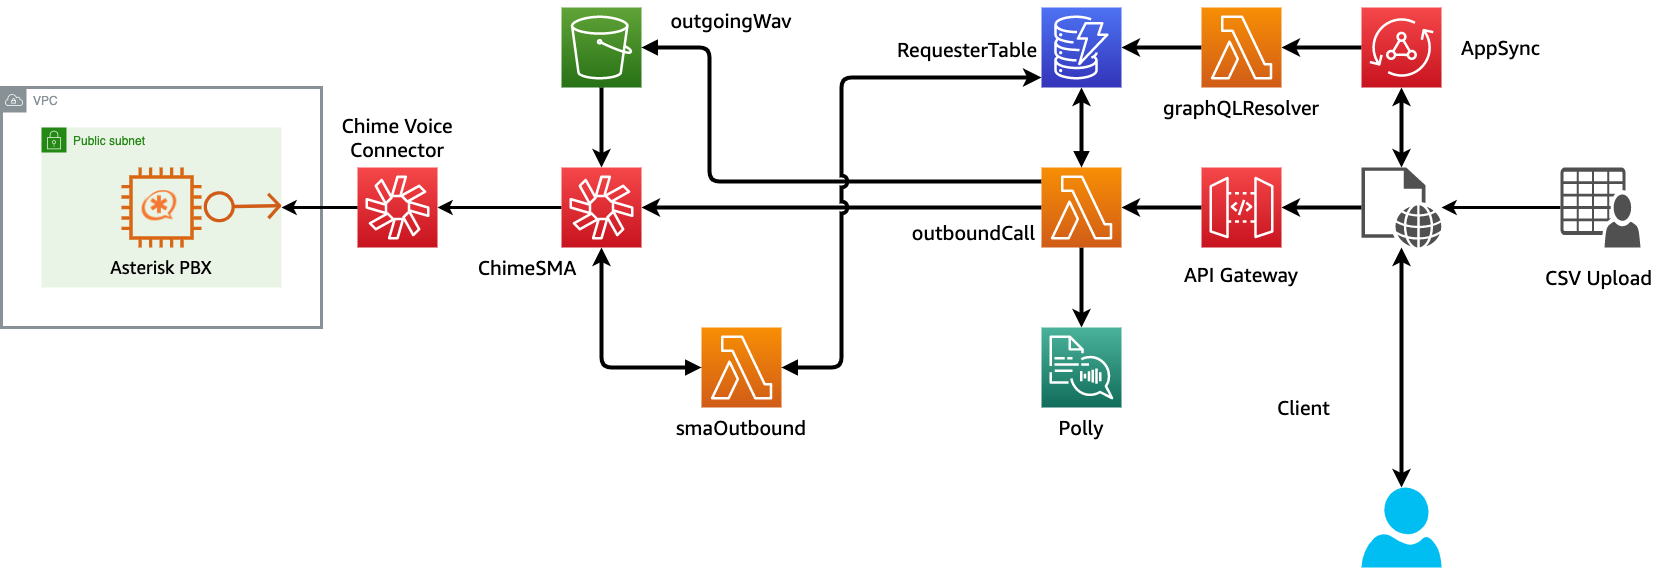 outgoingWav
RequesterTable
AppSync
graphQLResolver
VPC
Public subnet
Chime Voice
Connector
Asterisk PBX
ChimeSMA
outboundCall
API Gateway
CSV Upload
smaOutbound
Polly
Client